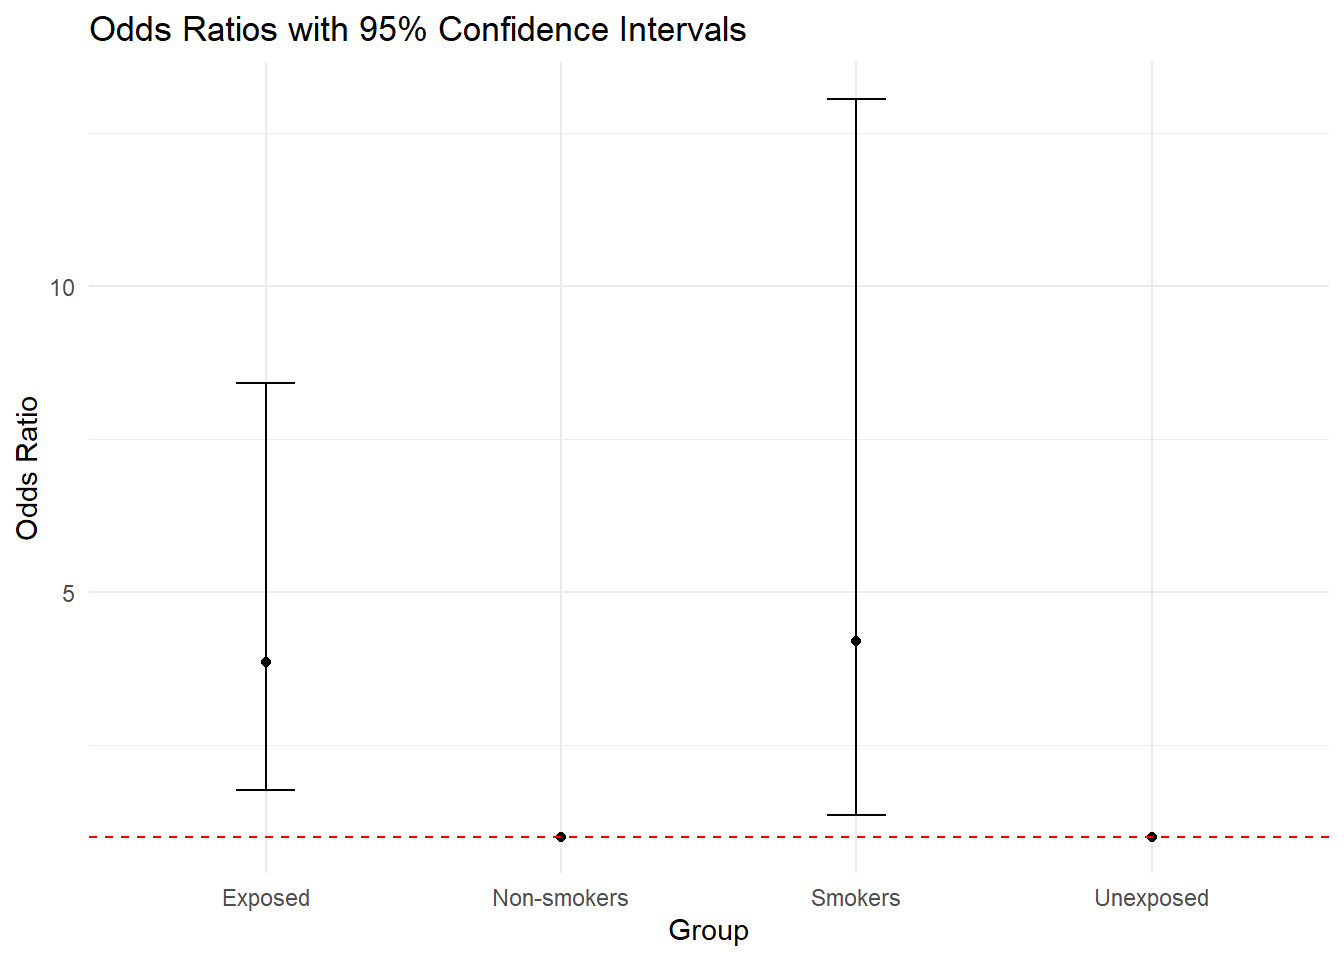 Odds Ratios with 95% Confidence Intervals
Odds Ratio
10
5
Exposed
Non-smokers
Smokers
Unexposed
Group